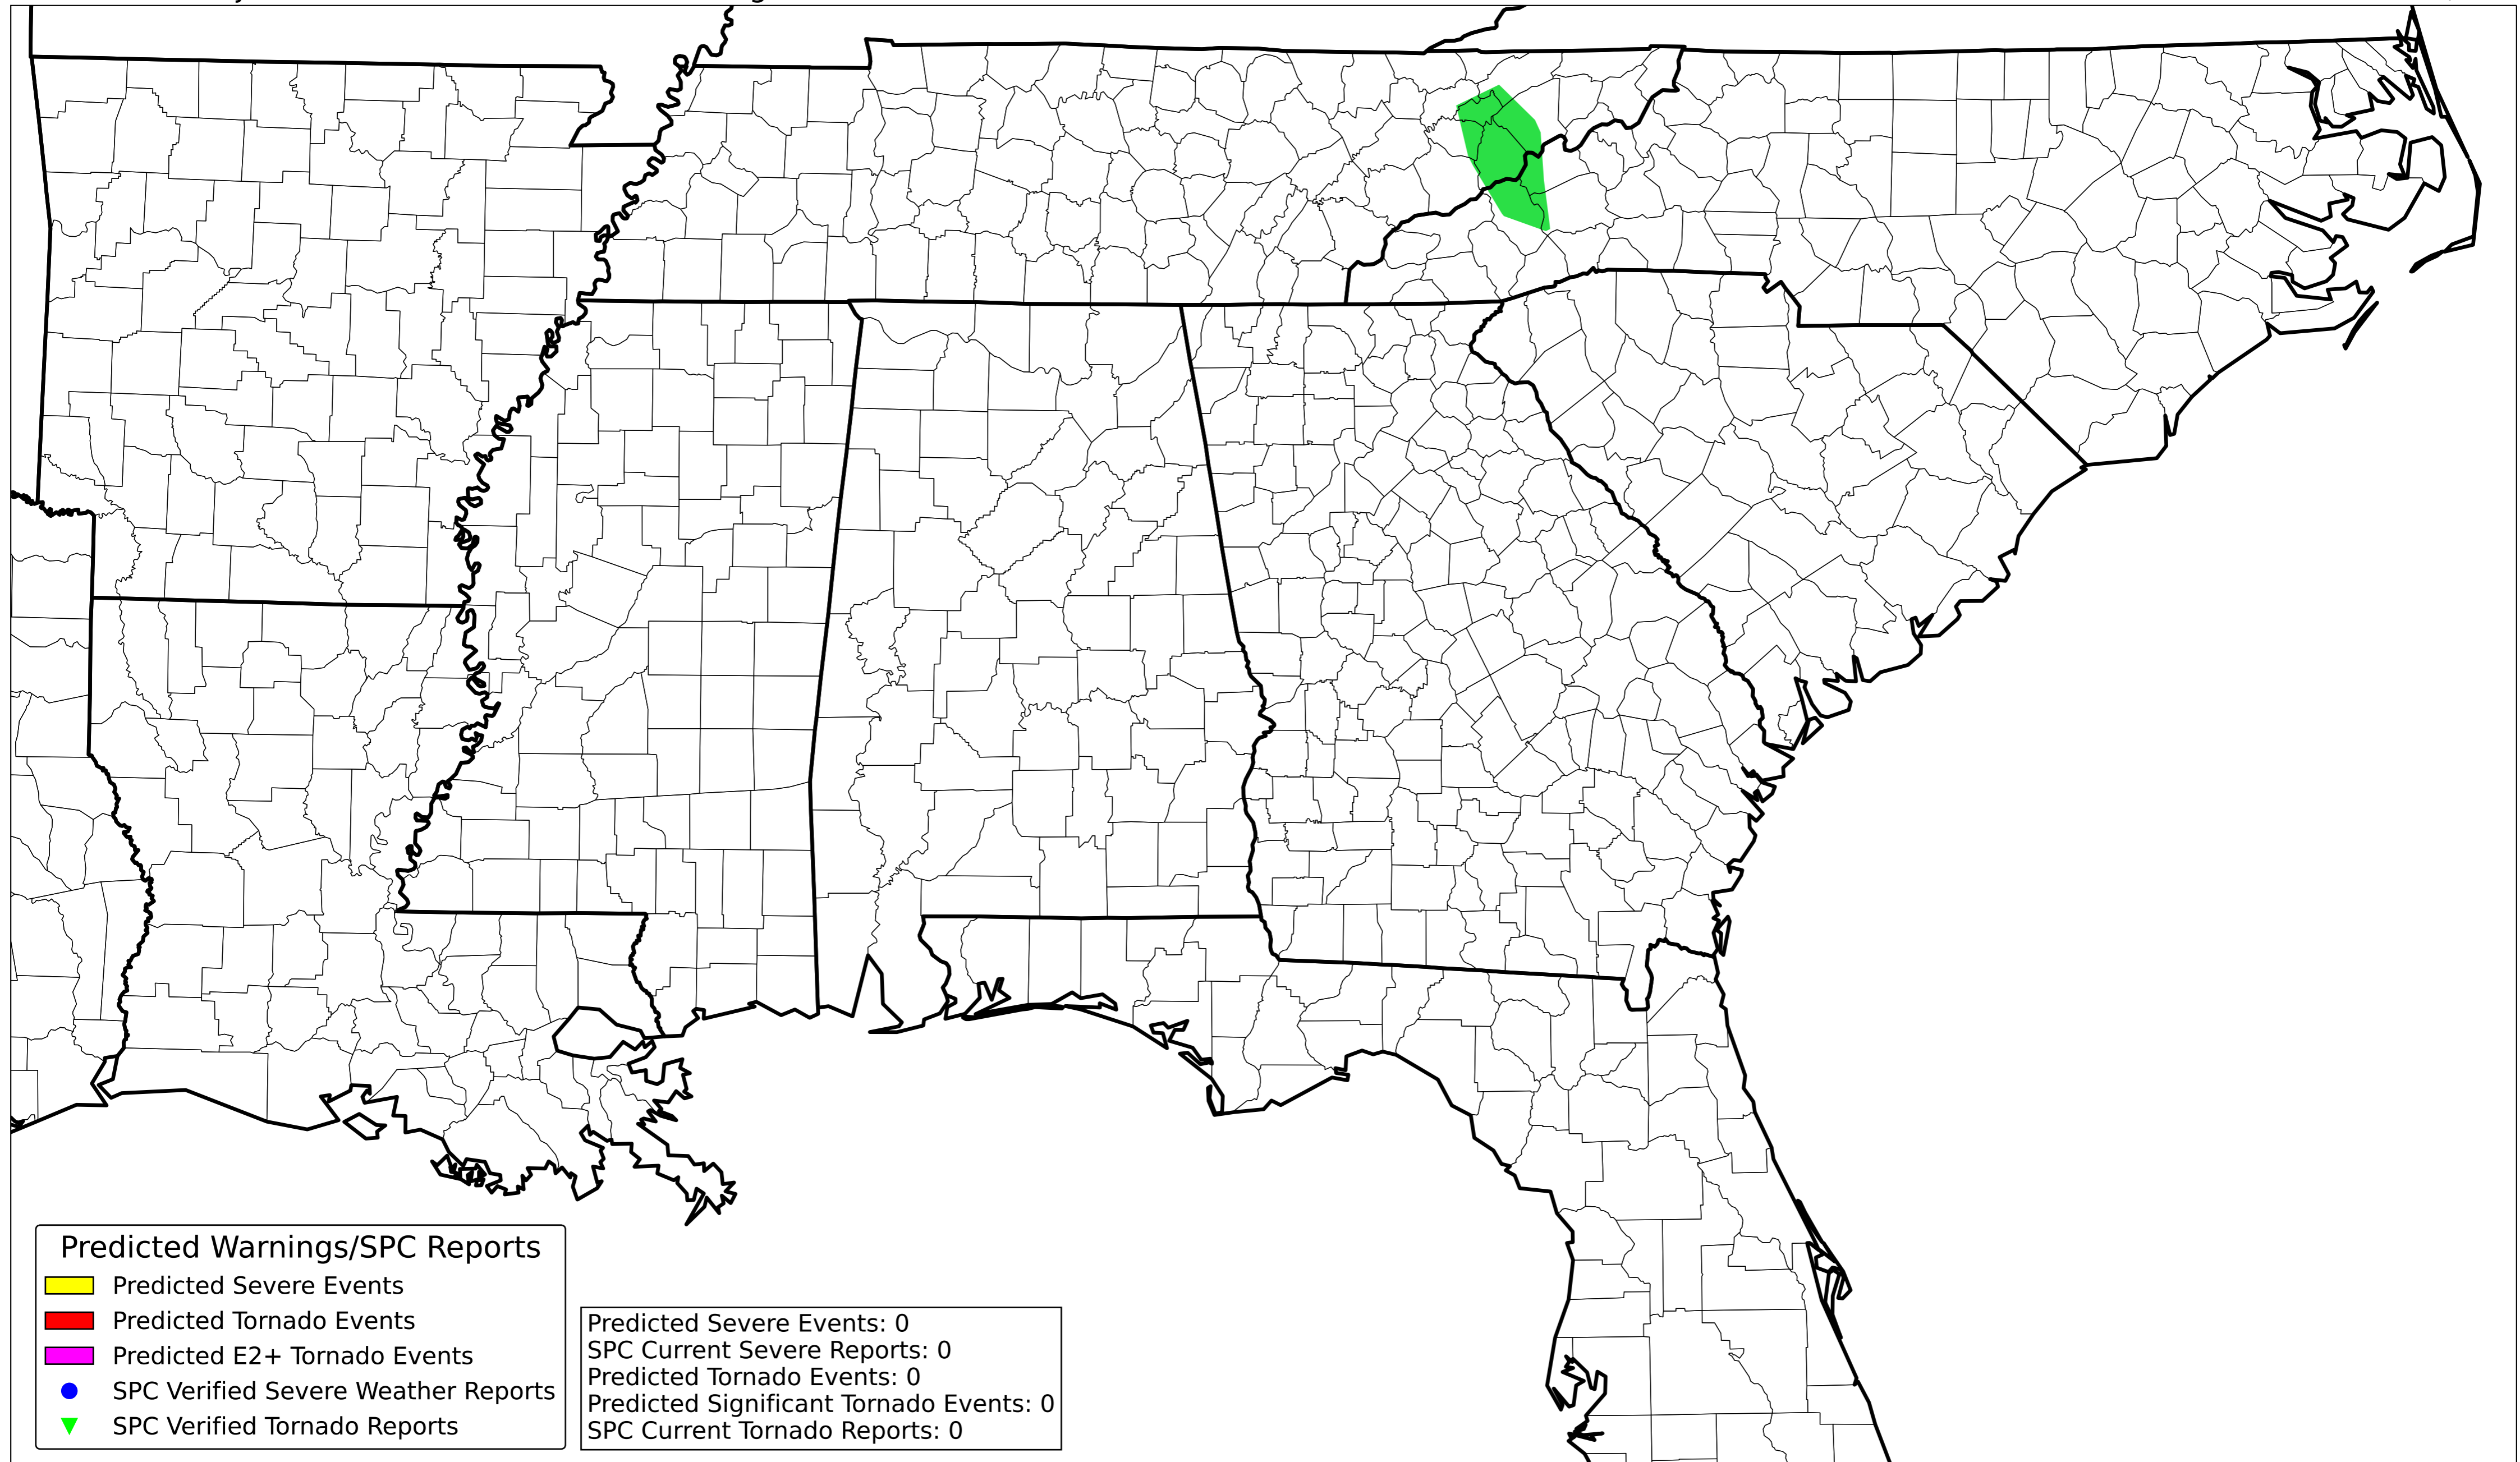 Predicted Warnings/SPC Reports
Predicted Severe Events
Predicted Tornado Events
Predicted E2+ Tornado Events
SPC Verified Severe Weather Reports
SPC Verified Tornado Reports
Predicted Severe Events: 0
SPC Current Severe Reports: 0
Predicted Tornado Events: 0
Predicted Significant Tornado Events: 0
SPC Current Tornado Reports: 0